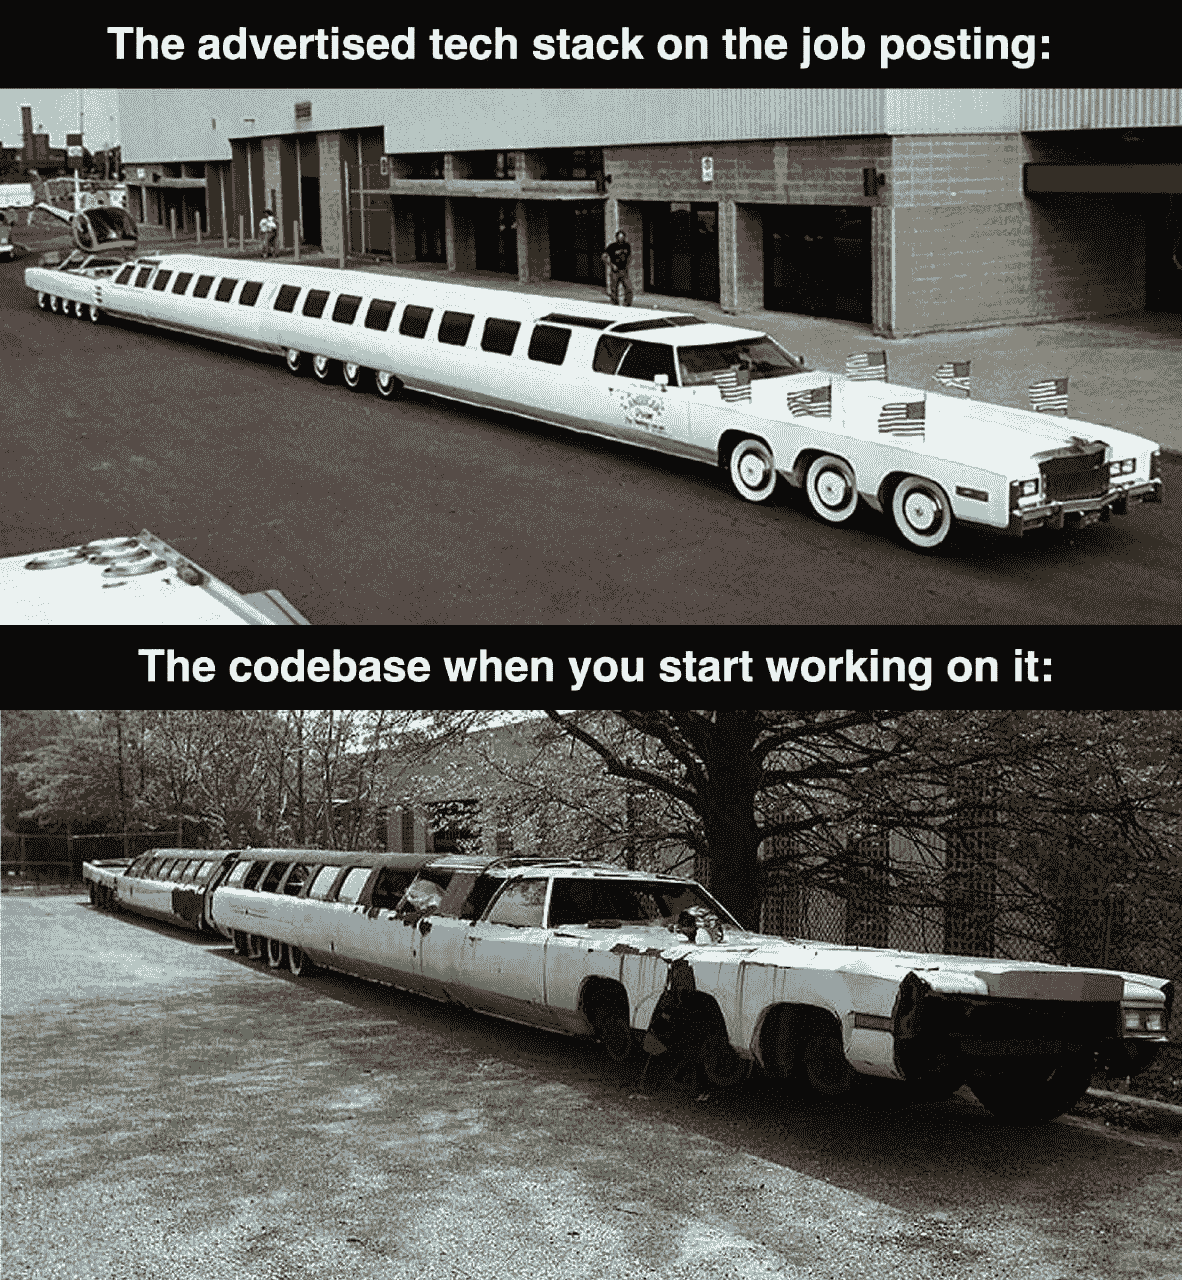 The advertised tech stack on the job posting:
The codebase when you start working on it: